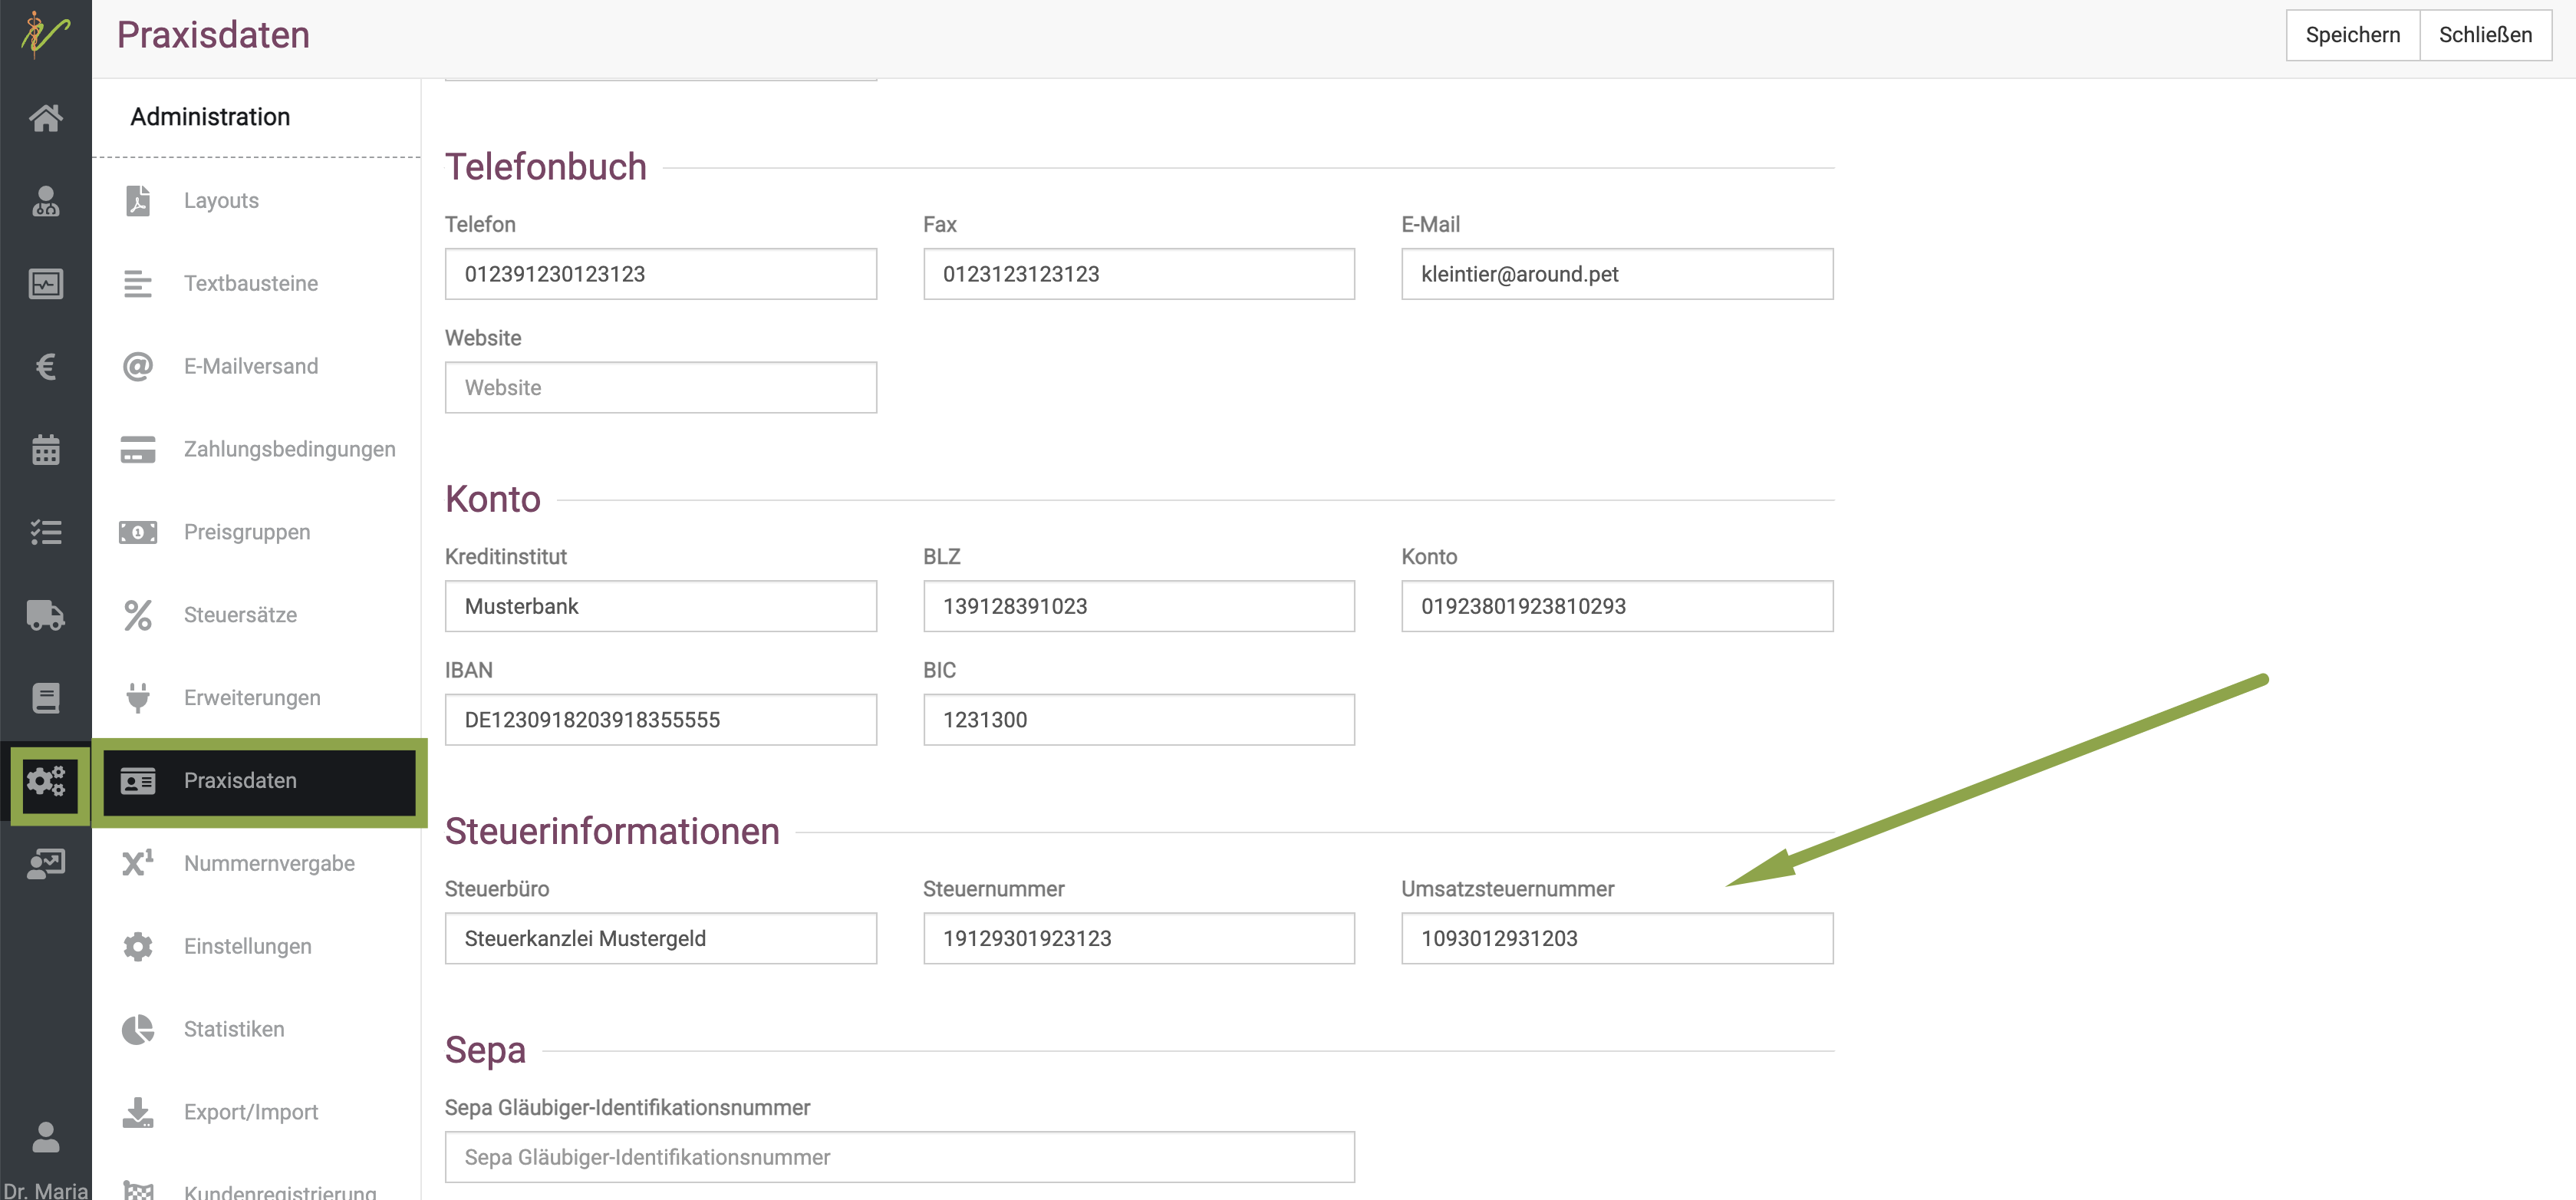 Praxisdaten
Speichern Schließen
Administration
Layouts
Textbausteine
E-Mailversand
Zahlungsbedingungen
Preisgruppen
Steuersätze
Erweiterungen
Praxisdaten
Nummernvergabe
Einstellungen
Statistiken
Export/Import
Kundenregistrierung
Dr. Maria
Telefonbuch
Telefon Fax E-Mail
012391230123123 0123123123123 kleintier@around.pet
Website
Website
Konto
Kreditinstitut BLZ Konto
Musterbank 139128391023 01923801923810293
IBAN BIC
DE1230918203918355555 1231300
Steuerinformationen
Steuerbüro Steuernummer Umsatzsteuernummer
Steuerkanzlei Mustergeld 19129301923123 1093012931203
Sepa
Sepa Gläubiger-Identifikationsnummer
Sepa Gläubiger-Identifikationsnummer